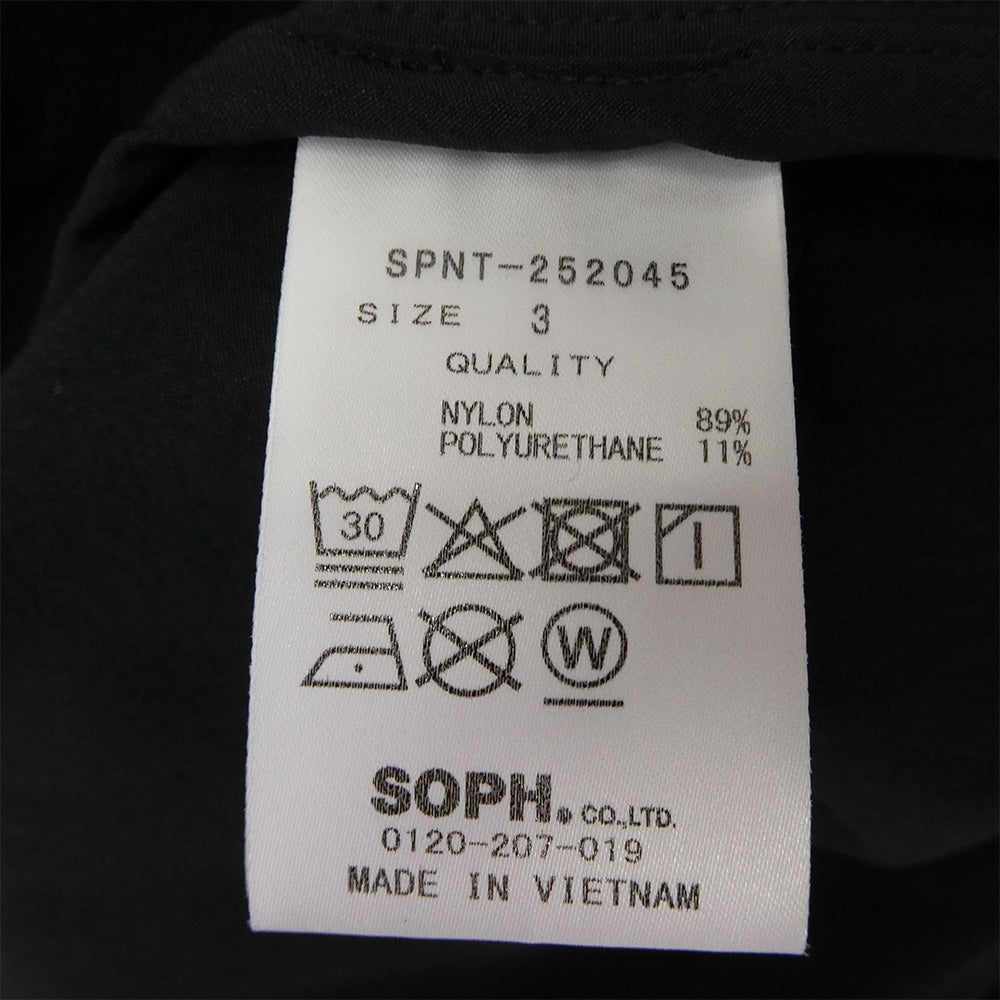 SPNT-252045
SIZE 3
QUALITY
NYLON 89%
POLYURETHANE 11%
30
W
SOPH. CO.,LTD.
0120-207-019
MADE IN VIETNAM